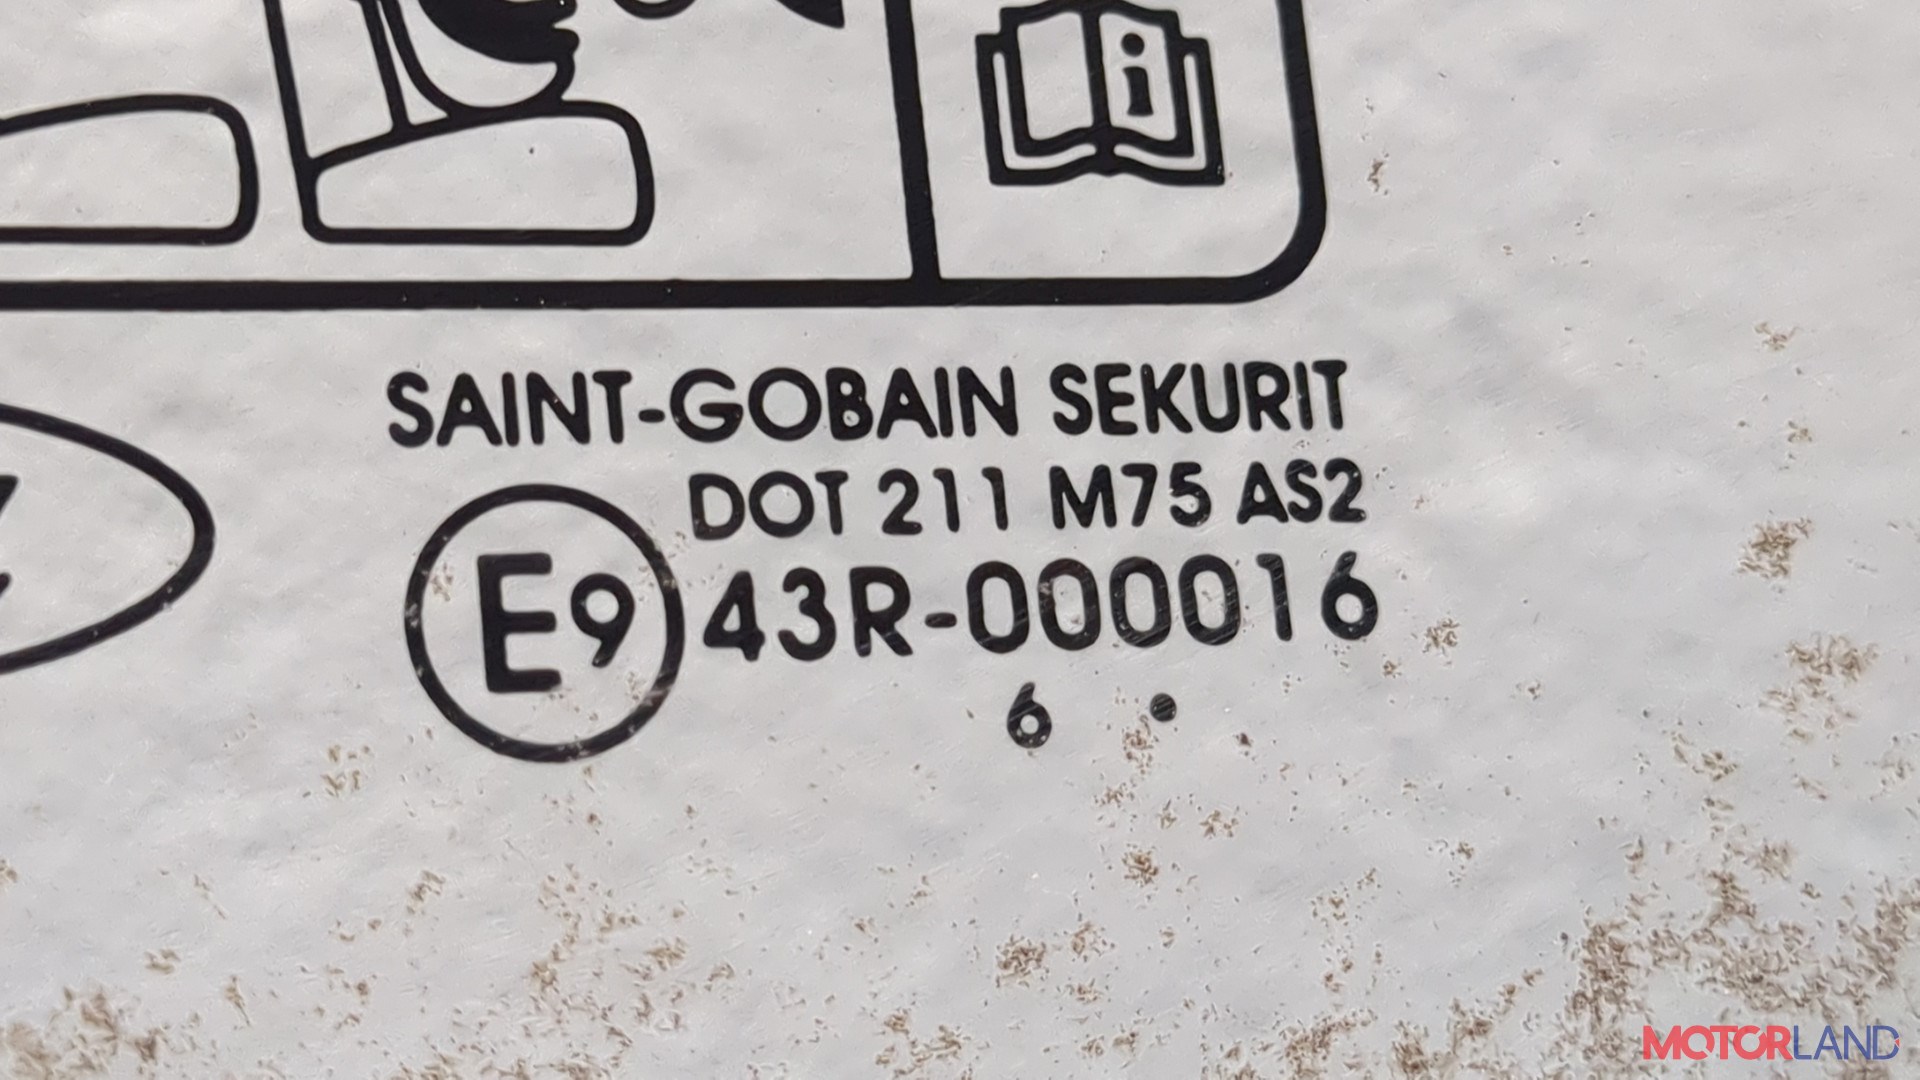 i
SAINT-GOBAIN SEKURIT
DOT 211 M75 AS2
E9 43R-000016
6 •
MOTORLAND